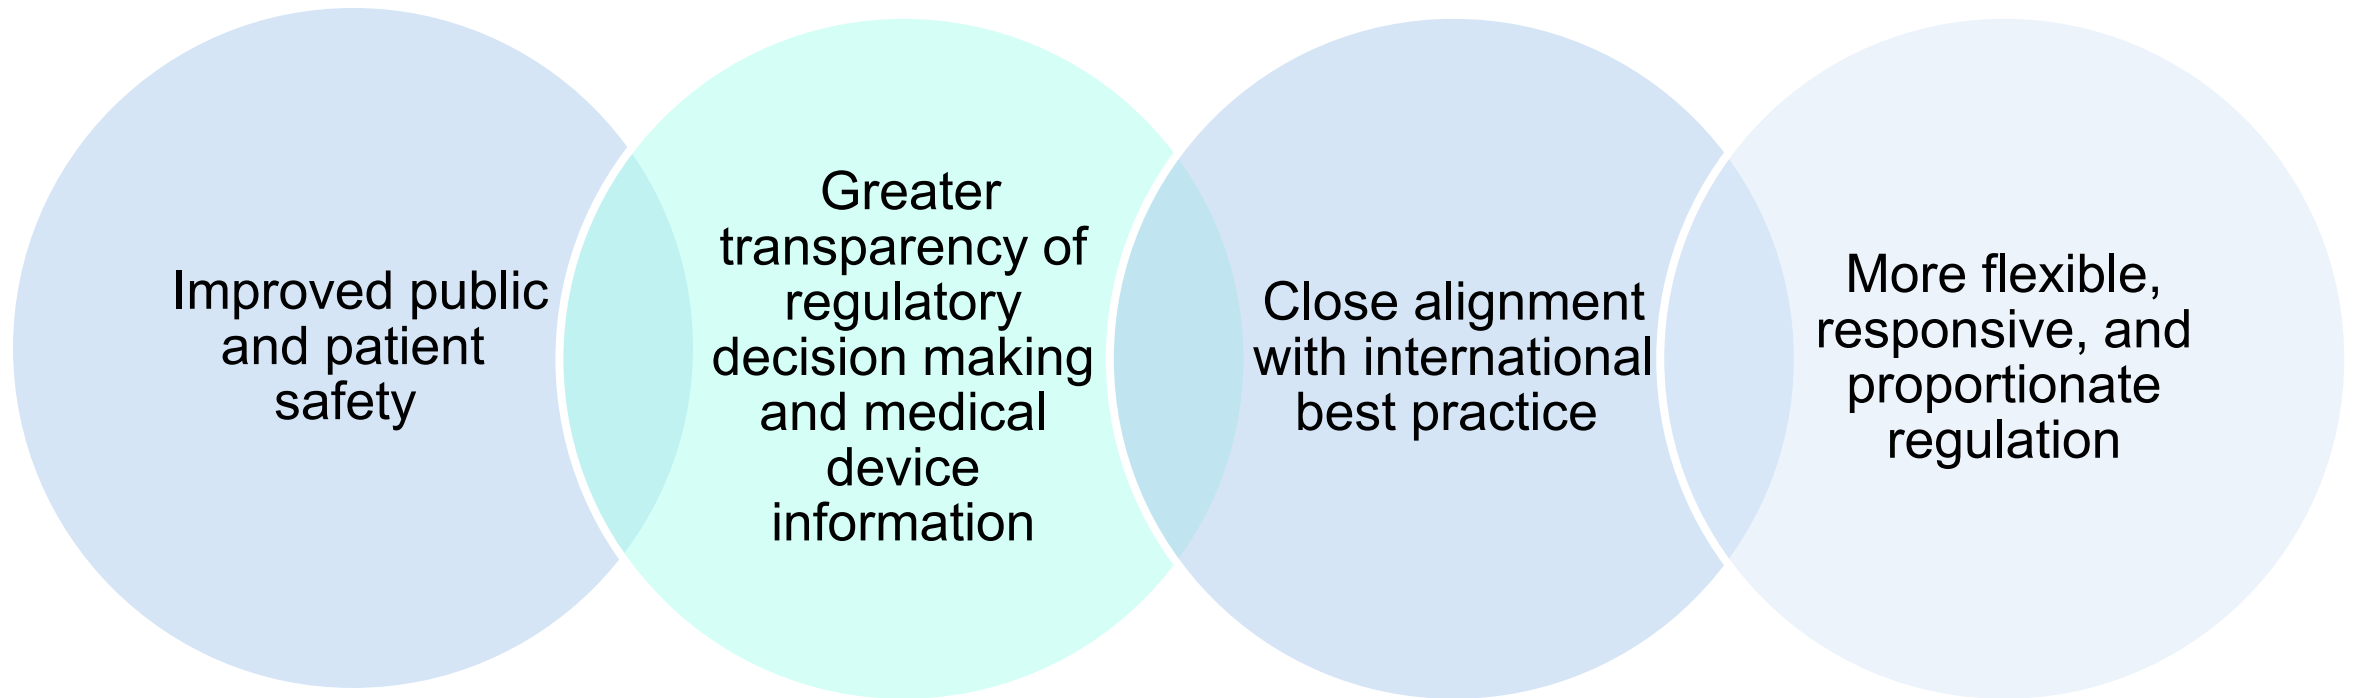 Improved public
and patient
safety
Greater
transparency of
regulatory
decision making
and medical
device
information
Close alignment
with international
best practice
More flexible,
responsive, and
proportionate
regulation